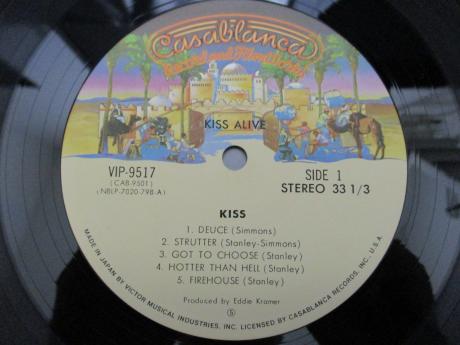 Casablanca
Record and FilmWorks
KISS ALIVE
VIP-9517
(CAB-9501)
(NBLP-7020-798-A)
SIDE 1
STEREO 33 1/3
KISS
1. DEUCE (Simmons)
2. STRUTTER (Stanley-Simmons)
3. GOT TO CHOOSE (Stanley)
4. HOTTER THAN HELL (Stanley)
5. FIREHOUSE (Stanley)
Produced by Eddie Kramer
S
MADE IN JAPAN BY VICTOR MUSICAL INDUSTRIES, INC. LICENSED BY CASABLANCA RECORDS, INC., U.S.A.